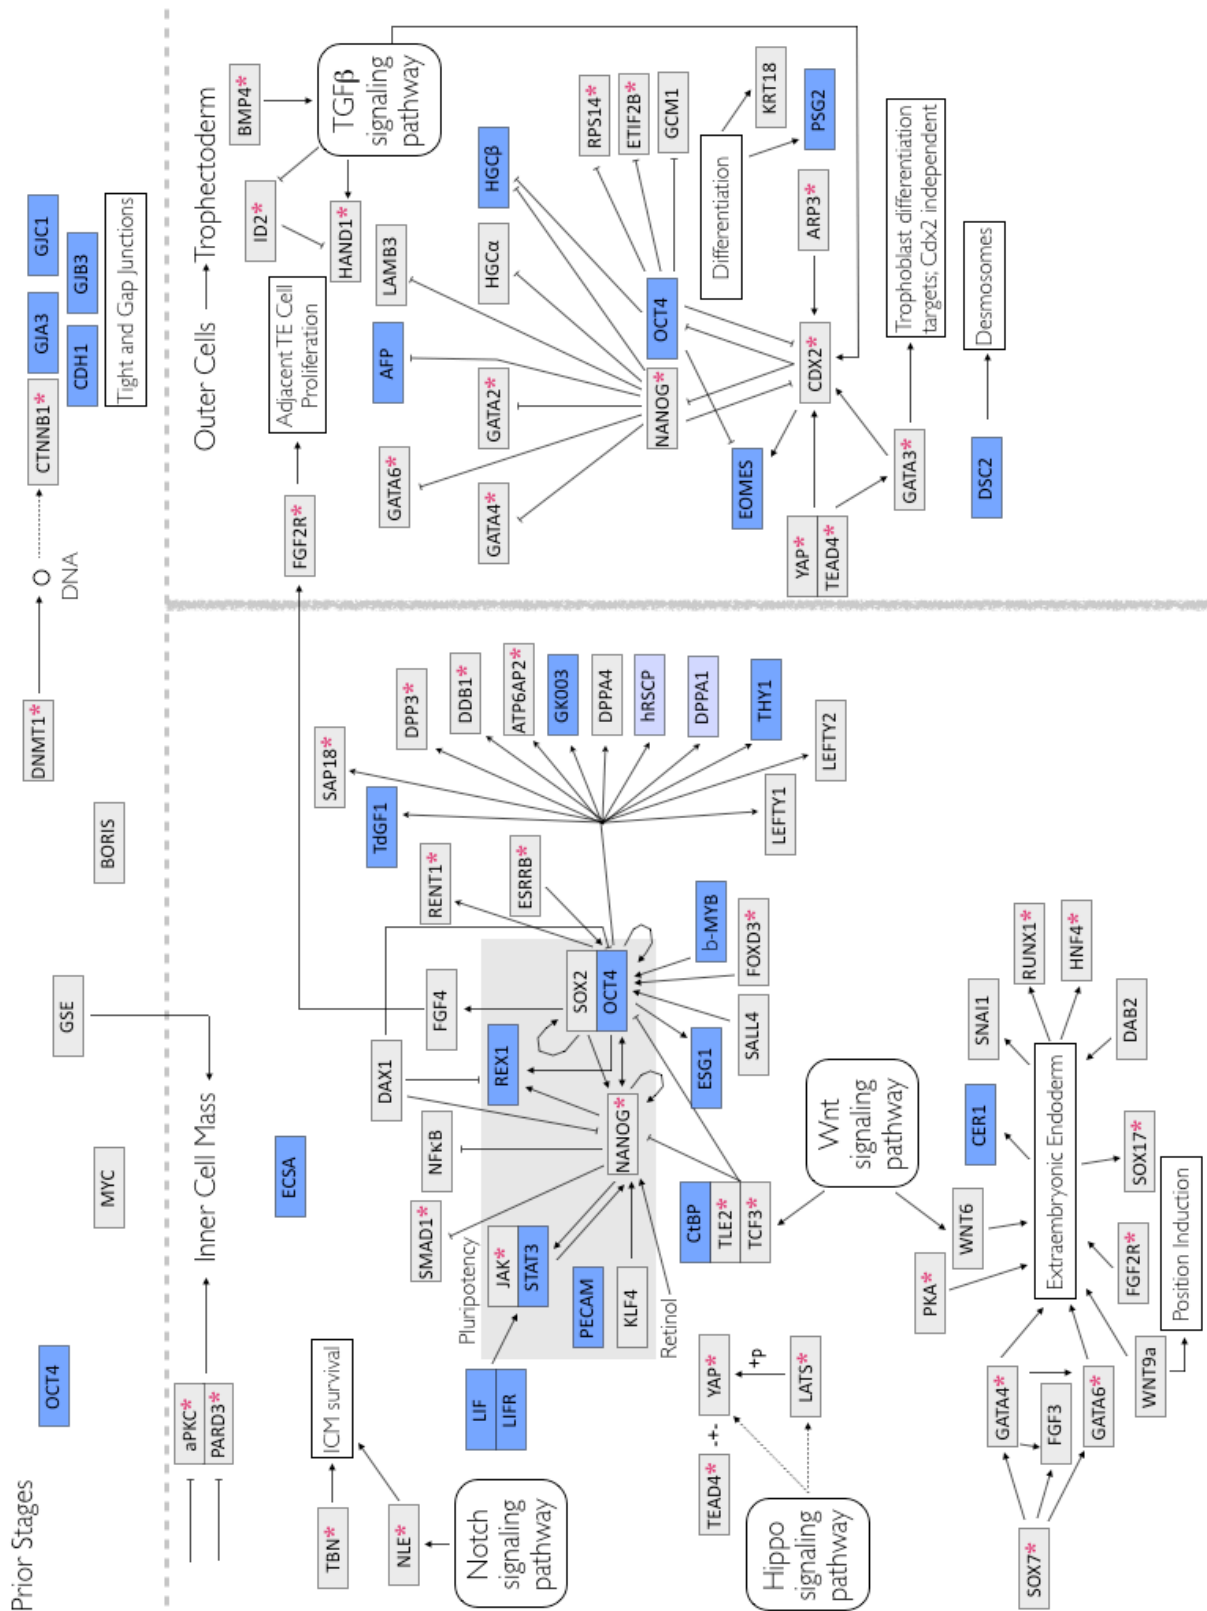 Prior Stages
OCT4
MYC
GSE
BORIS
DNMT1*
O
DNA
CTNNB1*
GJA3
GJC1
CDH1
GJB3
Tight and Gap Junctions
aPKC*
PARD3*
Inner Cell Mass
Outer Cells
Trophectoderm
ECSA
TBN*
NLE*
ICM survival
Notch
signaling
pathway
LIF
LIFR
Pluripotency
JAK*
STAT3
PECAM
KLF4
Retinol
SMAD1*
NFκB
DAX1
FGF4
REX1
NANOG*
SOX2
OCT4
RENT1*
ESRRB*
TdGF1
SAP18*
DPP3*
DDB1*
ATP6AP2*
GK003
DPPA4
hRSCP
DPPA1
THY1
LEFTY2
LEFTY1
b-MYB
FOXD3*
SALL4
ESG1
CtBP
TLE2*
TCF3*
Wnt
signaling
pathway
TEAD4*
-+-
YAP*
+p
LATS*
Hippo
signaling
pathway
PKA*
WNT6
SOX7*
GATA4*
FGF3
GATA6*
WNT9a
FGF2R*
Position Induction
Extraembryonic Endoderm
CER1
SNAI1
RUNX1*
HNF4*
DAB2
SOX17*
FGF2R*
Adjacent TE Cell
Proliferation
ID2*
BMP4*
HAND1*
TGFβ
signaling
pathway
LAMB3
AFP
GATA6*
GATA2*
GATA4*
HGCα
HGCβ
RPS14*
ETIF2B*
GCM1
NANOG*
OCT4
Differentiation
KRT18
PSG2
EOMES
CDX2*
ARP3*
YAP*
TEAD4*
GATA3*
Trophoblast differentiation
targets; Cdx2 independent
DSC2
Desmosomes